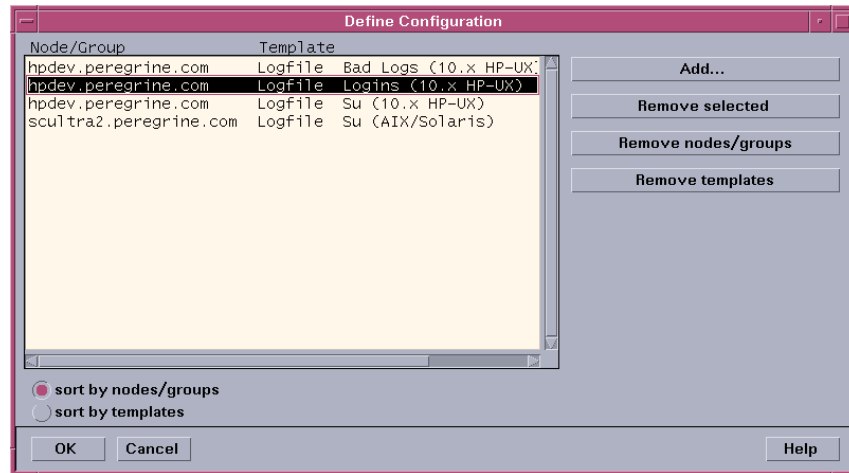 Define Configuration
Node/Group Template
hpdev.peregrine.com Logfile Bad Logs (10.x HP-UX)
hpdev.peregrine.com Logfile Logins (10.x HP-UX)
hpdev.peregrine.com Logfile Su (10.x HP-UX)
scultra2.peregrine.com Logfile Su (AIX/Solaris)
Add...
Remove selected
Remove nodes/groups
Remove templates
sort by nodes/groups
sort by templates
OK Cancel Help